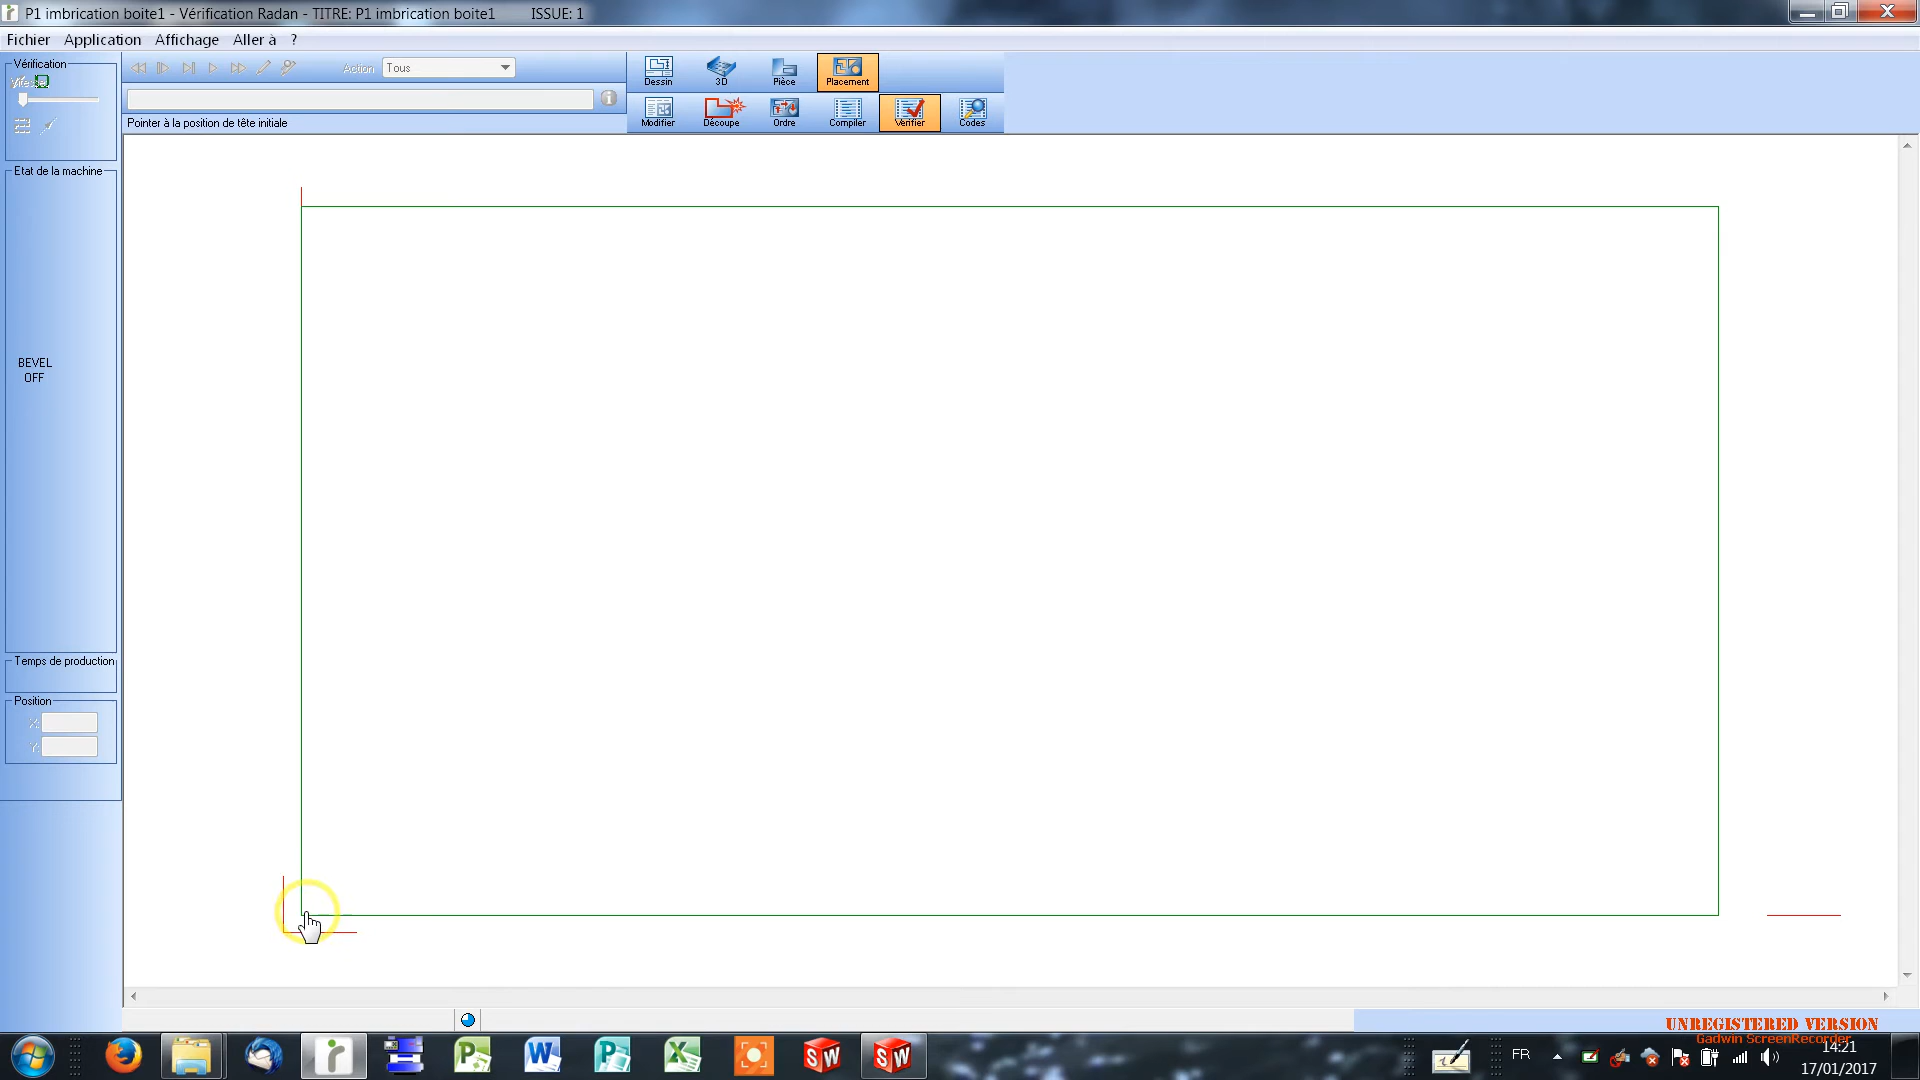 P1 imbrication boite1 - Vérification Radan - TITRE: P1 imbrication boite1 ISSUE: 1
Fichier Application Affichage Aller à ?
Vérification
Vitesse
Action Tous
Dessin 3D Pièce Placement
Modifier Découpe Ordre Compiler Vérifier Codes
Pointer à la position de tête initiale
Etat de la machine
BEVEL
OFF
Temps de production
Position
X:
Y:
UNREGISTERED VERSION
Gadwin ScreenRecorder
FR
14:21
17/01/2017